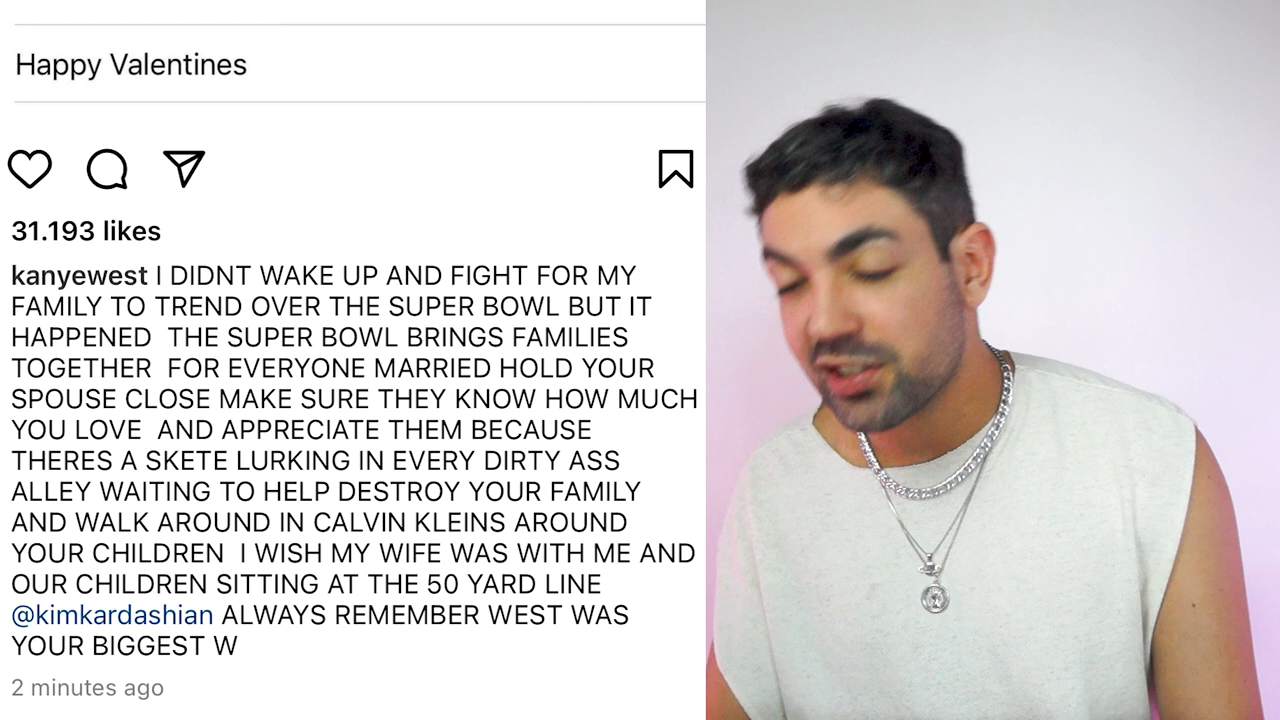 Happy Valentines
31.193 likes
kanyewest I DIDNT WAKE UP AND FIGHT FOR MY
FAMILY TO TREND OVER THE SUPER BOWL BUT IT
HAPPENED  THE SUPER BOWL BRINGS FAMILIES
TOGETHER  FOR EVERYONE MARRIED HOLD YOUR
SPOUSE CLOSE MAKE SURE THEY KNOW HOW MUCH
YOU LOVE  AND APPRECIATE THEM BECAUSE
THERES A SKETE LURKING IN EVERY DIRTY ASS
ALLEY WAITING TO HELP DESTROY YOUR FAMILY
AND WALK AROUND IN CALVIN KLEINS AROUND
YOUR CHILDREN  I WISH MY WIFE WAS WITH ME AND
OUR CHILDREN SITTING AT THE 50 YARD LINE
@kimkardashian ALWAYS REMEMBER WEST WAS
YOUR BIGGEST W
2 minutes ago